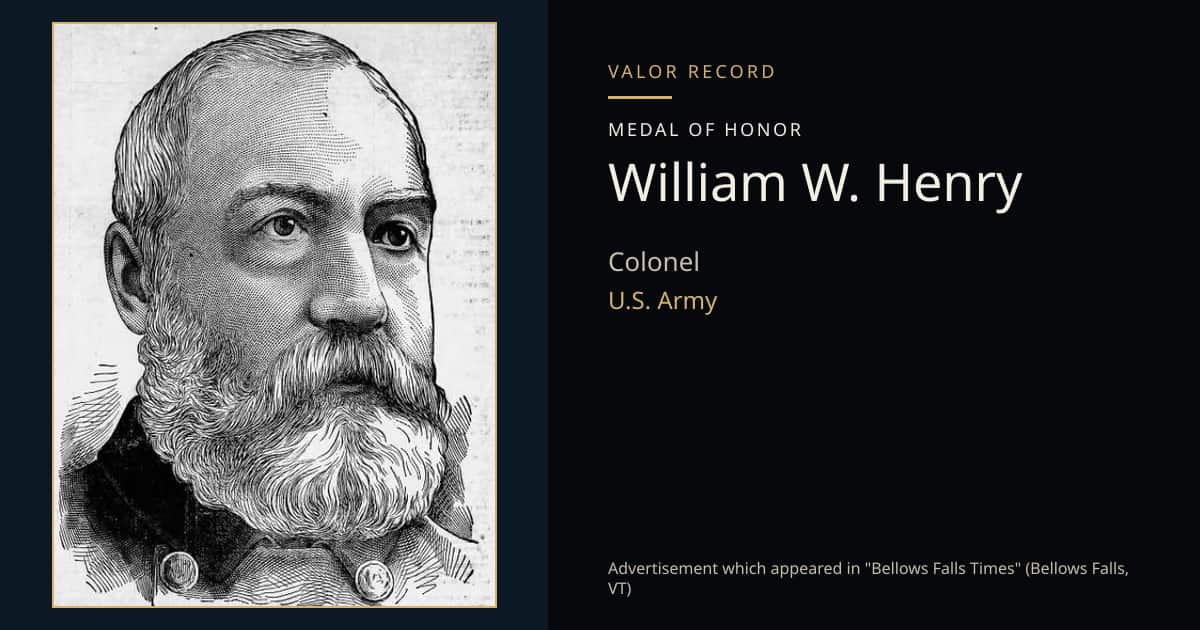 VALOR RECORD
MEDAL OF HONOR
William W. Henry
Colonel
U.S. Army
Advertisement which appeared in "Bellows Falls Times" (Bellows Falls,
VT)